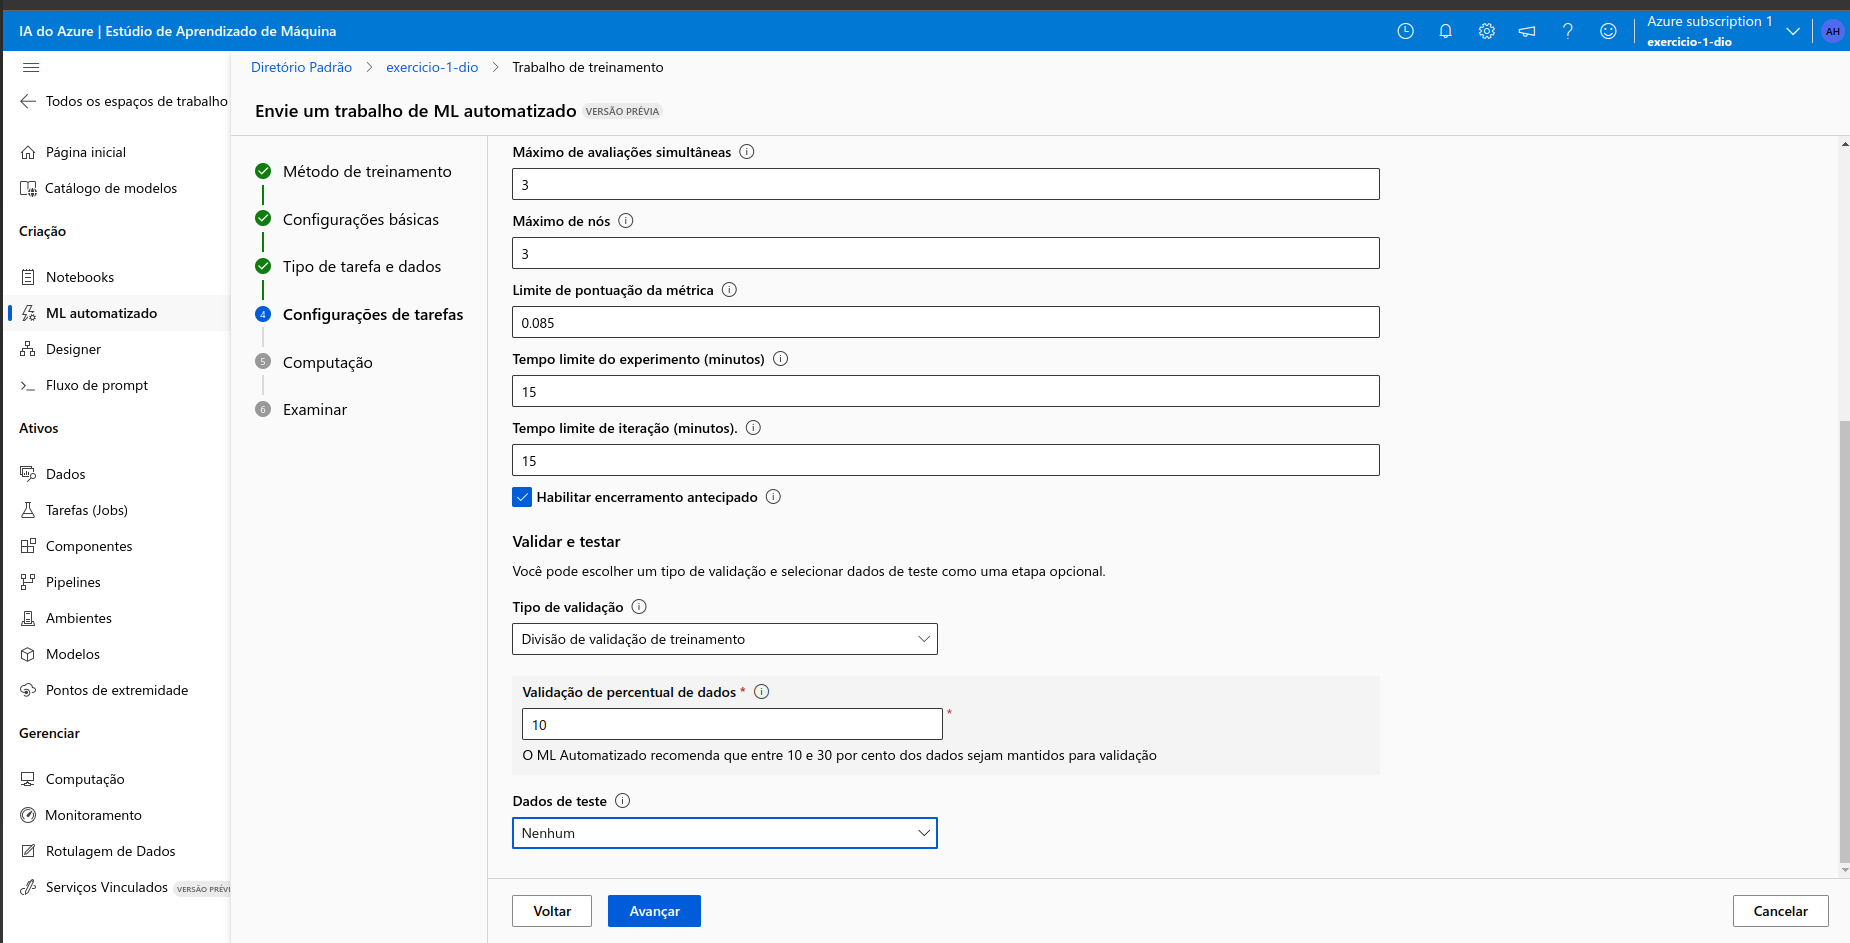 IA do Azure | Estúdio de Aprendizado de Máquina
Azure subscription 1
exercicio-1-dio
AH
Todos os espaços de trabalho
Página inicial
Catálogo de modelos
Criação
Notebooks
ML automatizado
Designer
Fluxo de prompt
Ativos
Dados
Tarefas (Jobs)
Componentes
Pipelines
Ambientes
Modelos
Pontos de extremidade
Gerenciar
Computação
Monitoramento
Rotulagem de Dados
Serviços Vinculados VERSÃO PRÉVI
Diretório Padrão > exercicio-1-dio > Trabalho de treinamento
Envie um trabalho de ML automatizado VERSÃO PRÉVIA
Método de treinamento
Configurações básicas
Tipo de tarefa e dados
4 Configurações de tarefas
5 Computação
6 Examinar
Máximo de avaliações simultâneas
3
Máximo de nós
3
Limite de pontuação da métrica
0.085
Tempo limite do experimento (minutos)
15
Tempo limite de iteração (minutos).
15
Habilitar encerramento antecipado
Validar e testar
Você pode escolher um tipo de validação e selecionar dados de teste como uma etapa opcional.
Tipo de validação
Divisão de validação de treinamento
Validação de percentual de dados *
10 *
O ML Automatizado recomenda que entre 10 e 30 por cento dos dados sejam mantidos para validação
Dados de teste
Nenhum
Voltar
Avançar
Cancelar